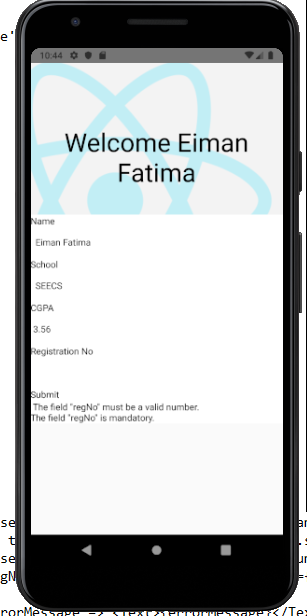 e'
10:44
Welcome Eiman
Fatima
Name
Eiman Fatima
School
SEECS
CGPA
3.56
Registration No
Submit
The field "regNo" must be a valid number.
The field "regNo" is mandatory.
se
t
se
gN
rorMessage => <Text>{errorMessage}</Te